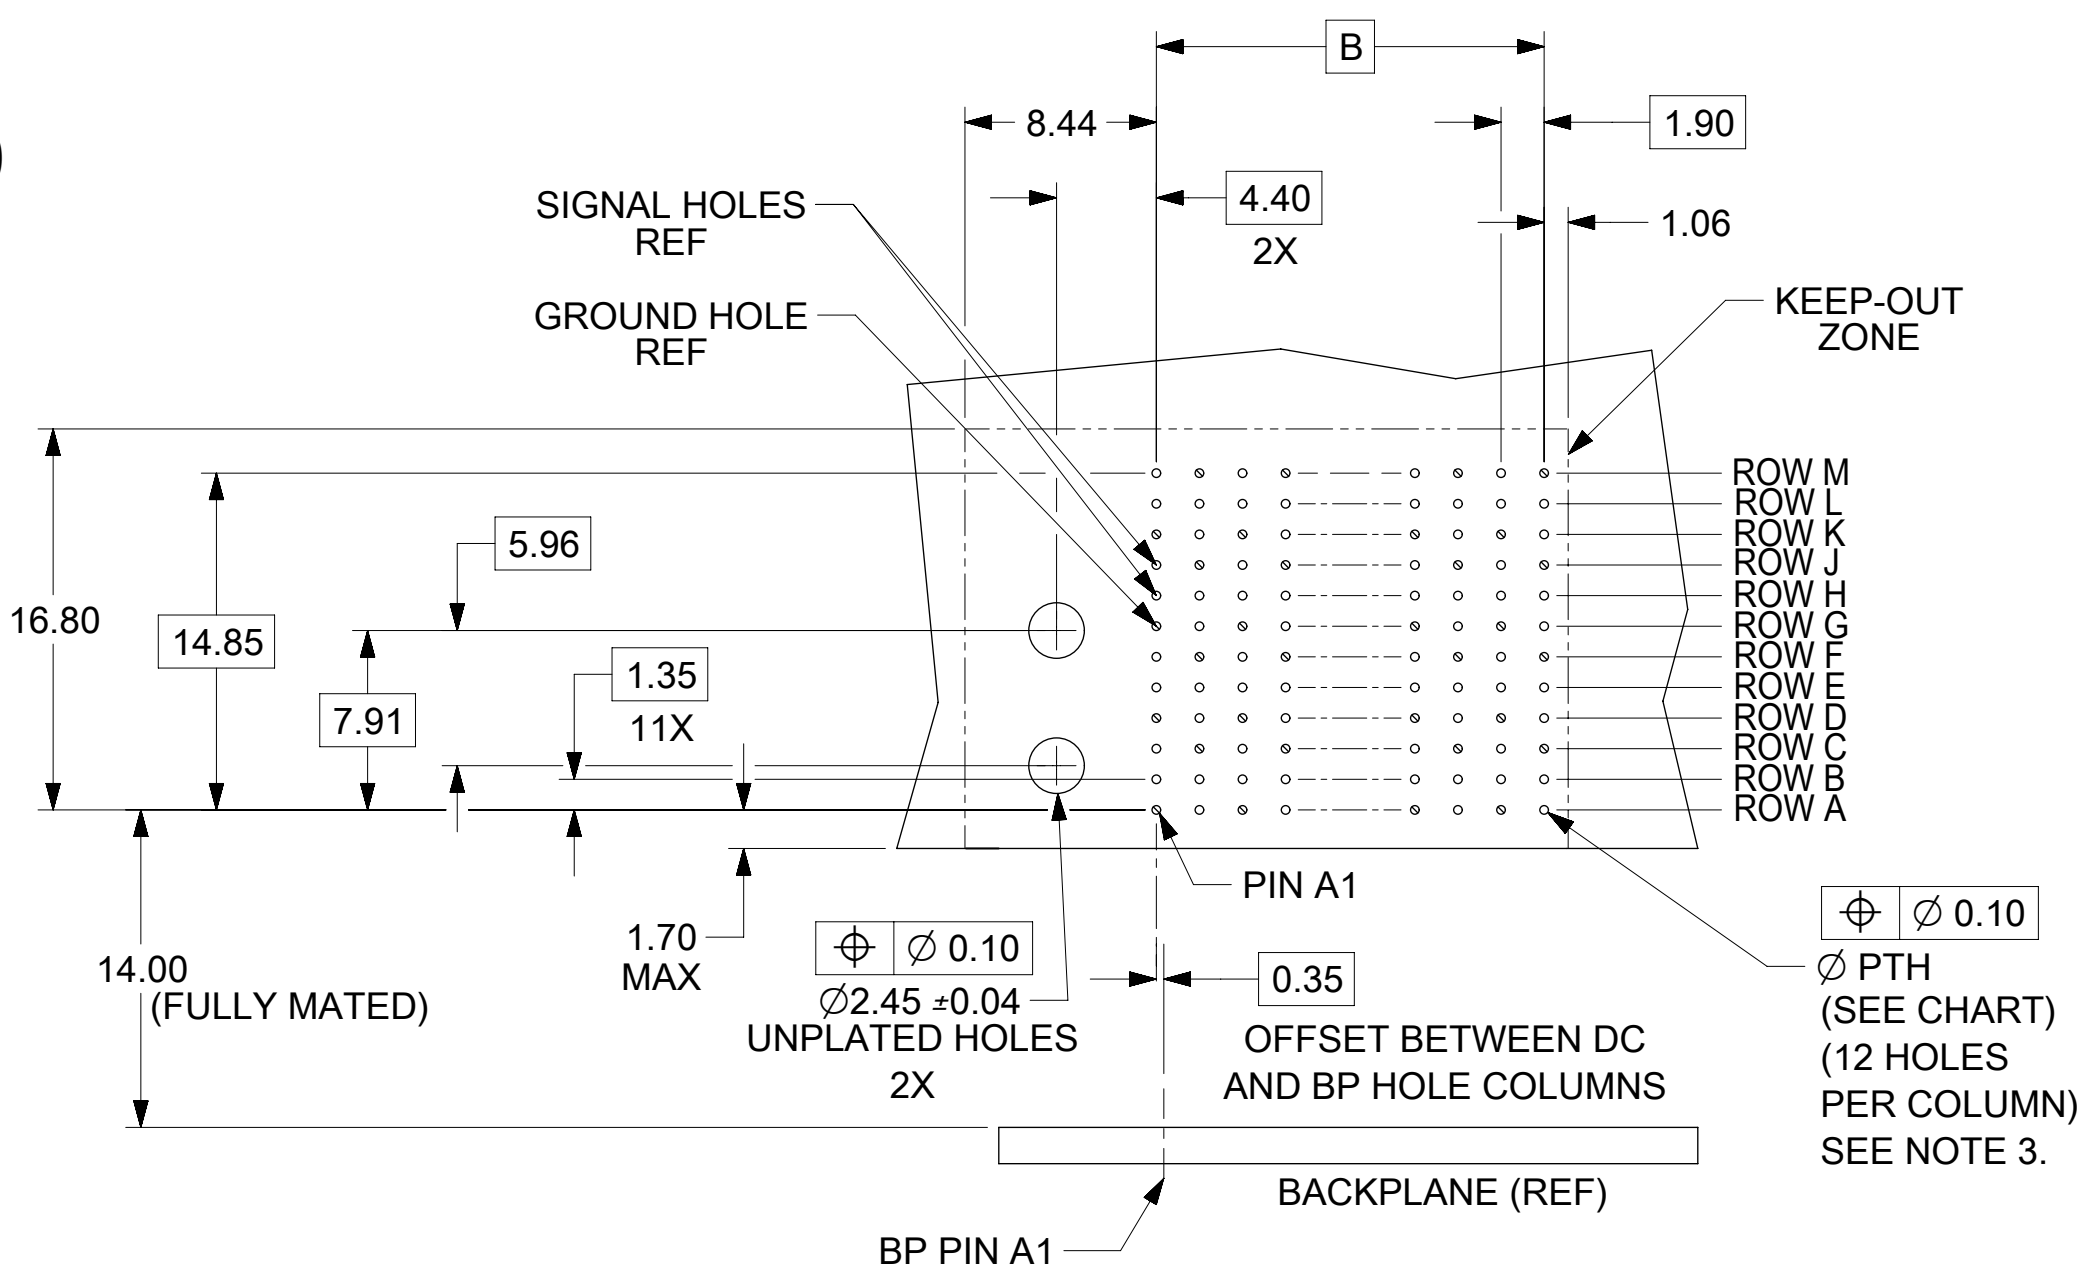 B
8.44
1.90
)
4.40
2X
SIGNAL HOLES
REF
1.06
GROUND HOLE
REF
KEEP-OUT
ZONE
ROW M
ROW L
ROW K
ROW J
ROW H
ROW G
ROW F
ROW E
ROW D
ROW C
ROW B
ROW A
5.96
16.80
14.85
1.35
11X
7.91
PIN A1
1.70
MAX
⌖ ∅ 0.10
∅2.45 ±0.04
UNPLATED HOLES
2X
14.00
(FULLY MATED)
0.35
OFFSET BETWEEN DC
AND BP HOLE COLUMNS
⌖ ∅ 0.10
∅ PTH
(SEE CHART)
(12 HOLES
PER COLUMN)
SEE NOTE 3.
BACKPLANE (REF)
BP PIN A1